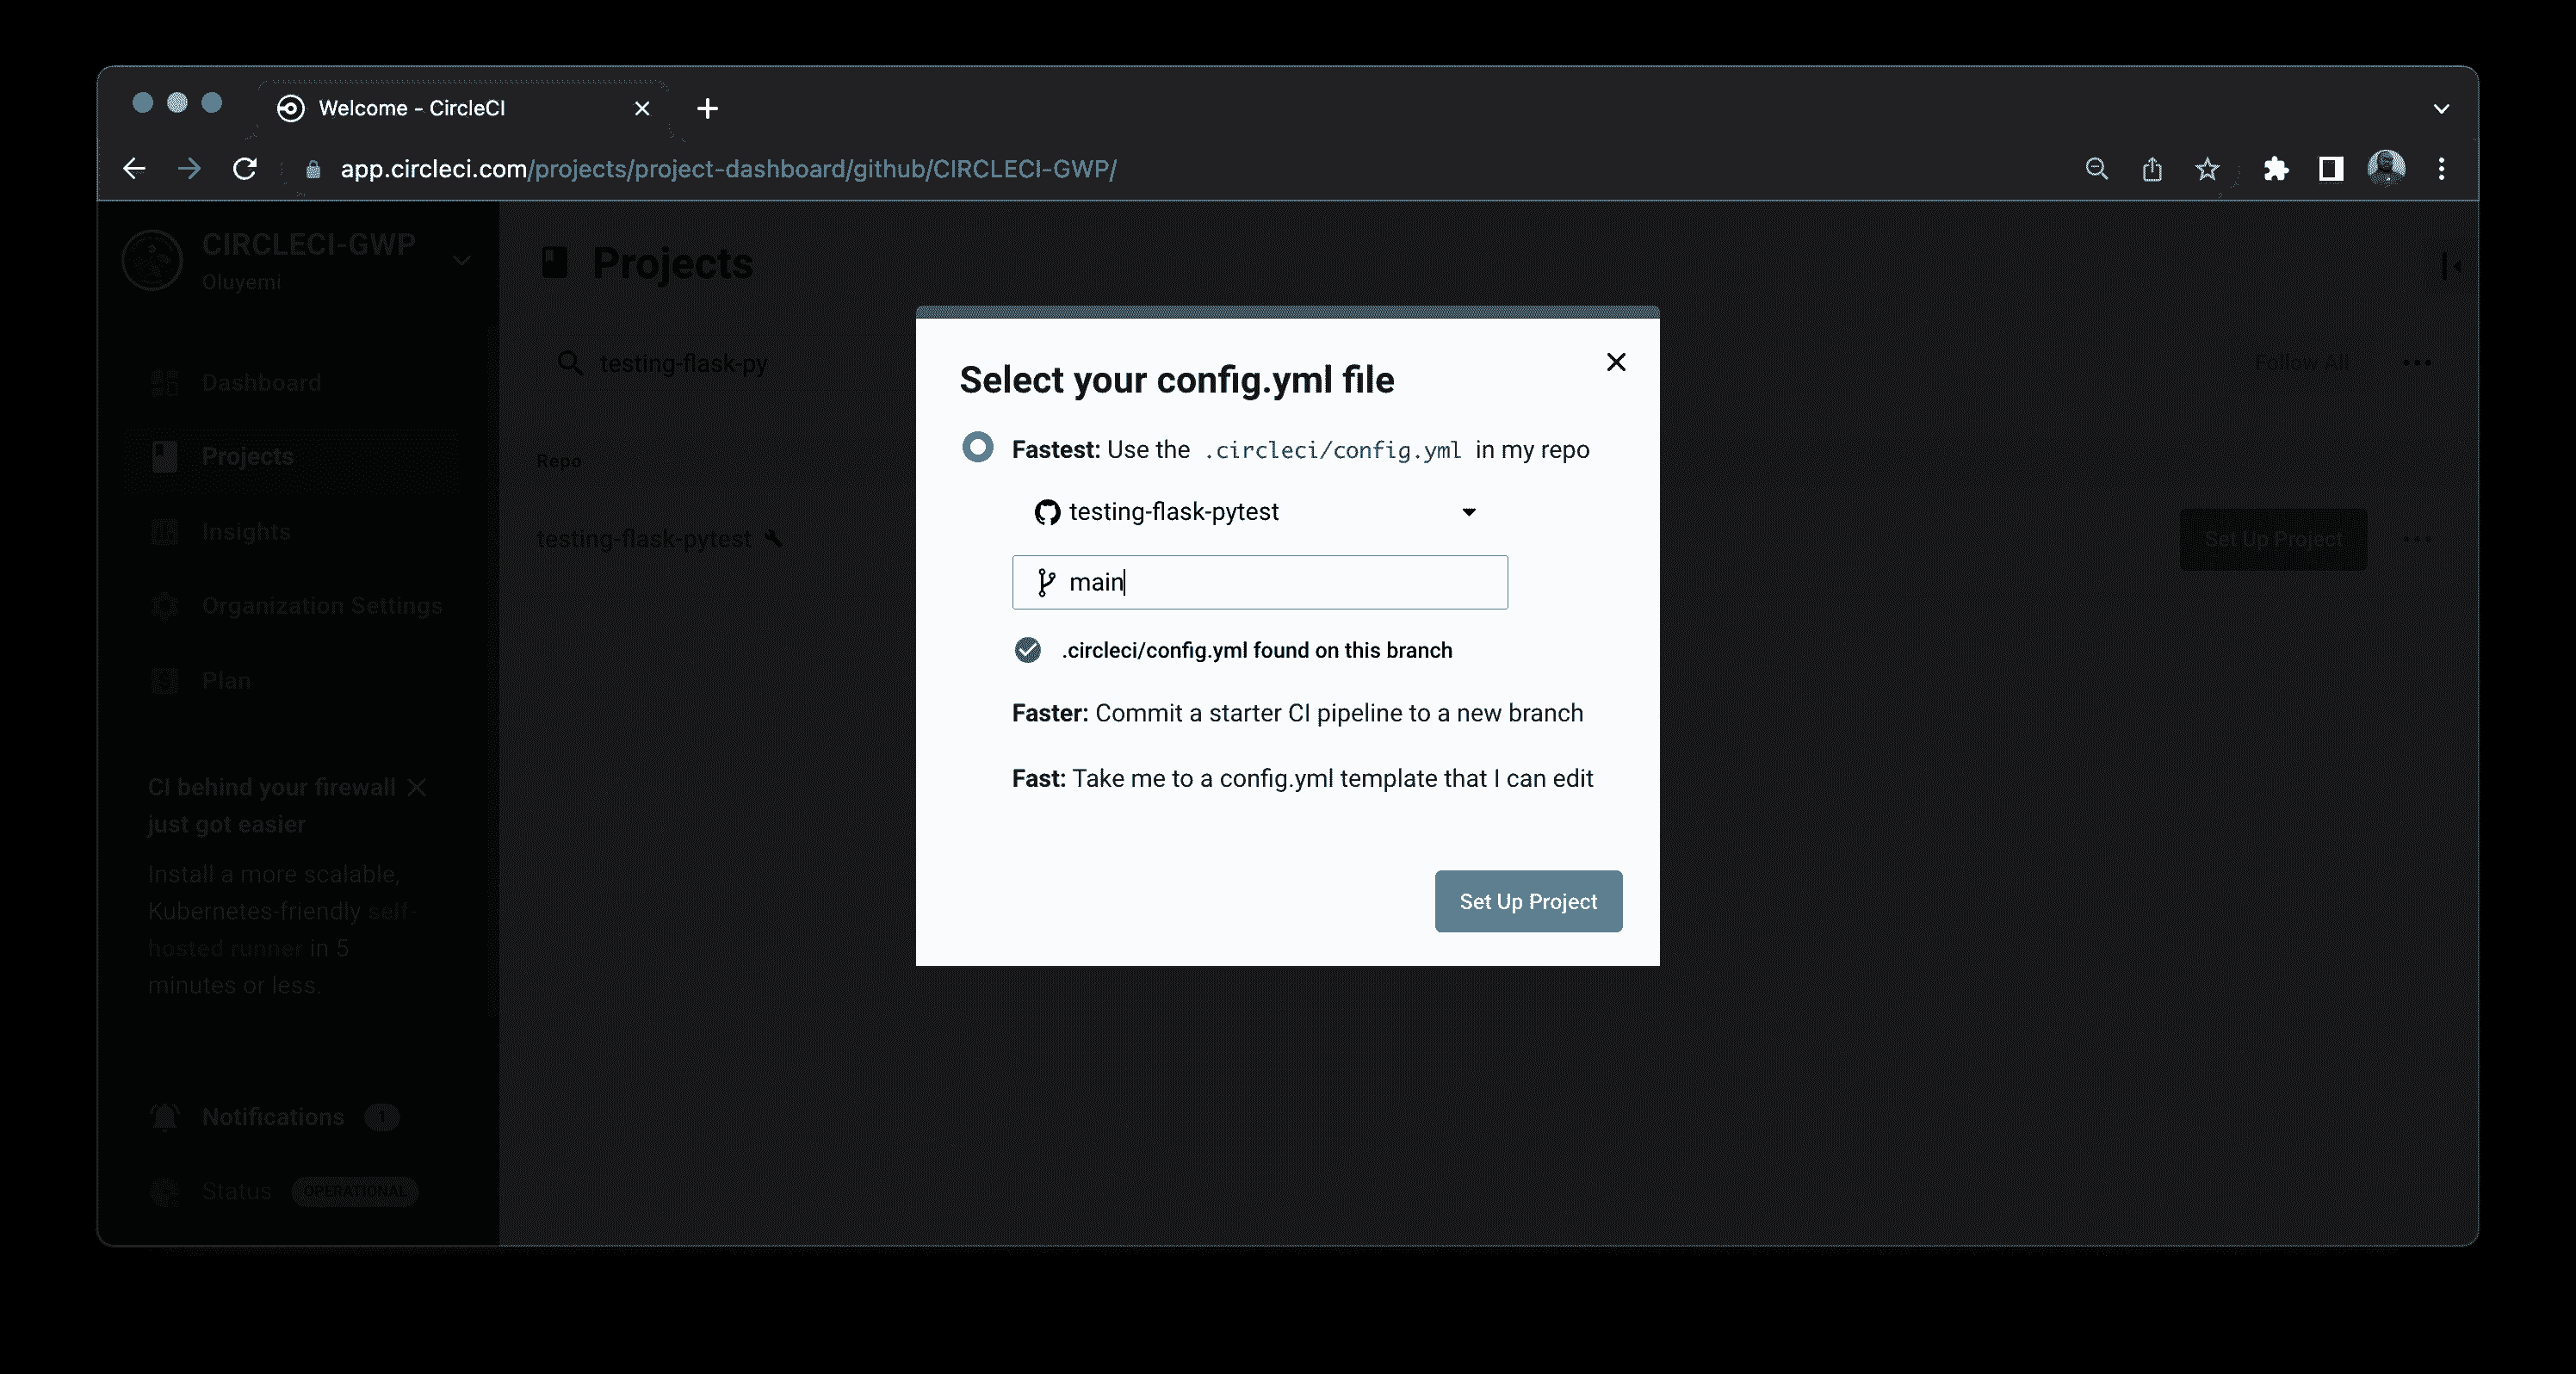 Welcome - CircleCI
app.circleci.com/projects/project-dashboard/github/CIRCLECI-GWP/
CIRCLECI-GWP
Oluyemi
Dashboard
Projects
Insights
Organization Settings
Plan
CI behind your firewall
just got easier
Install a more scalable,
Kubernetes-friendly self-
hosted runner in 5
minutes or less.
Notifications 1
Status OPERATIONAL
Projects
testing-flask-py
Follow All
Repo
testing-flask-pytest
Set Up Project
Select your config.yml file
Fastest: Use the .circleci/config.yml in my repo
testing-flask-pytest
main
.circleci/config.yml found on this branch
Faster: Commit a starter CI pipeline to a new branch
Fast: Take me to a config.yml template that I can edit
Set Up Project